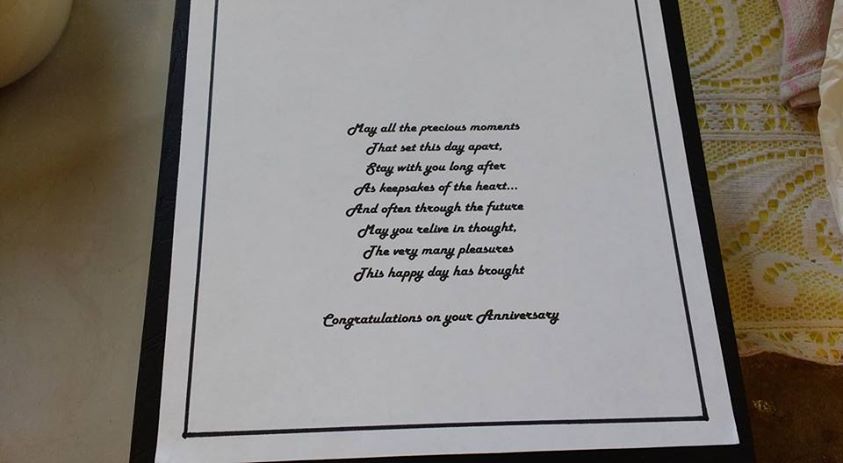 May all the precious moments
That set this day apart,
Stay with you long after
As keepsakes of the heart...
And often through the future
May you relive in thought,
The very many pleasures
This happy day has brought
Congratulations on your Anniversary